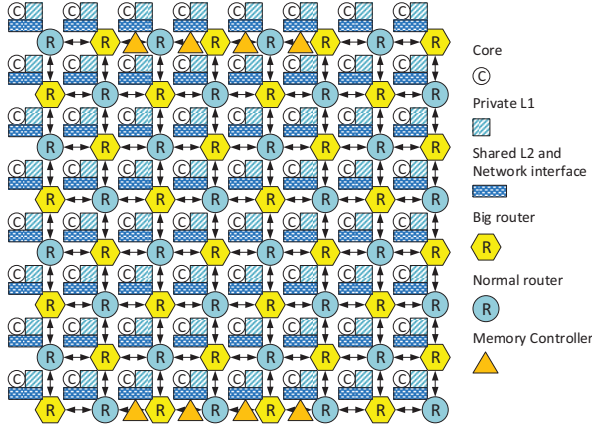 C C C C C C C C
R R R R R R R R
C C C C C C C C
R R R R R R R R
C C C C C C C C
R R R R R R R R
C C C C C C C C
R R R R R R R R
C C C C C C C C
R R R R R R R R
C C C C C C C C
R R R R R R R R
C C C C C C C C
R R R R R R R R
C C C C C C C C
R R R R R R R R
Core
C
Private L1
Shared L2 and
Network interface
Big router
R
Normal router
R
Memory Controller